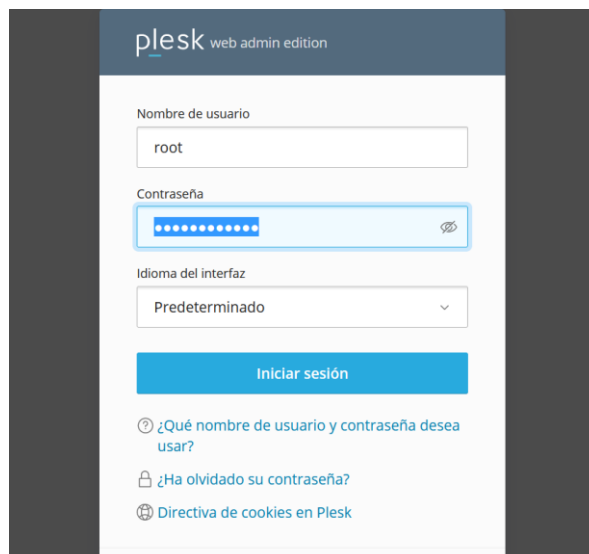 plesk web admin edition
Nombre de usuario
root
Contraseña
••••••••••••
Idioma del interfaz
Predeterminado
Iniciar sesión
¿Qué nombre de usuario y contraseña desea
usar?
¿Ha olvidado su contraseña?
Directiva de cookies en Plesk